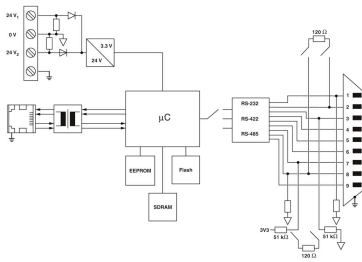 24 V1
0 V
24 V2
3.3 V
24 V
µC
EEPROM
Flash
SDRAM
RS-232
RS-422
RS-485
120 Ω
1
2
3
4
5
6
7
8
9
3V3
51 kΩ
51 kΩ
120 Ω